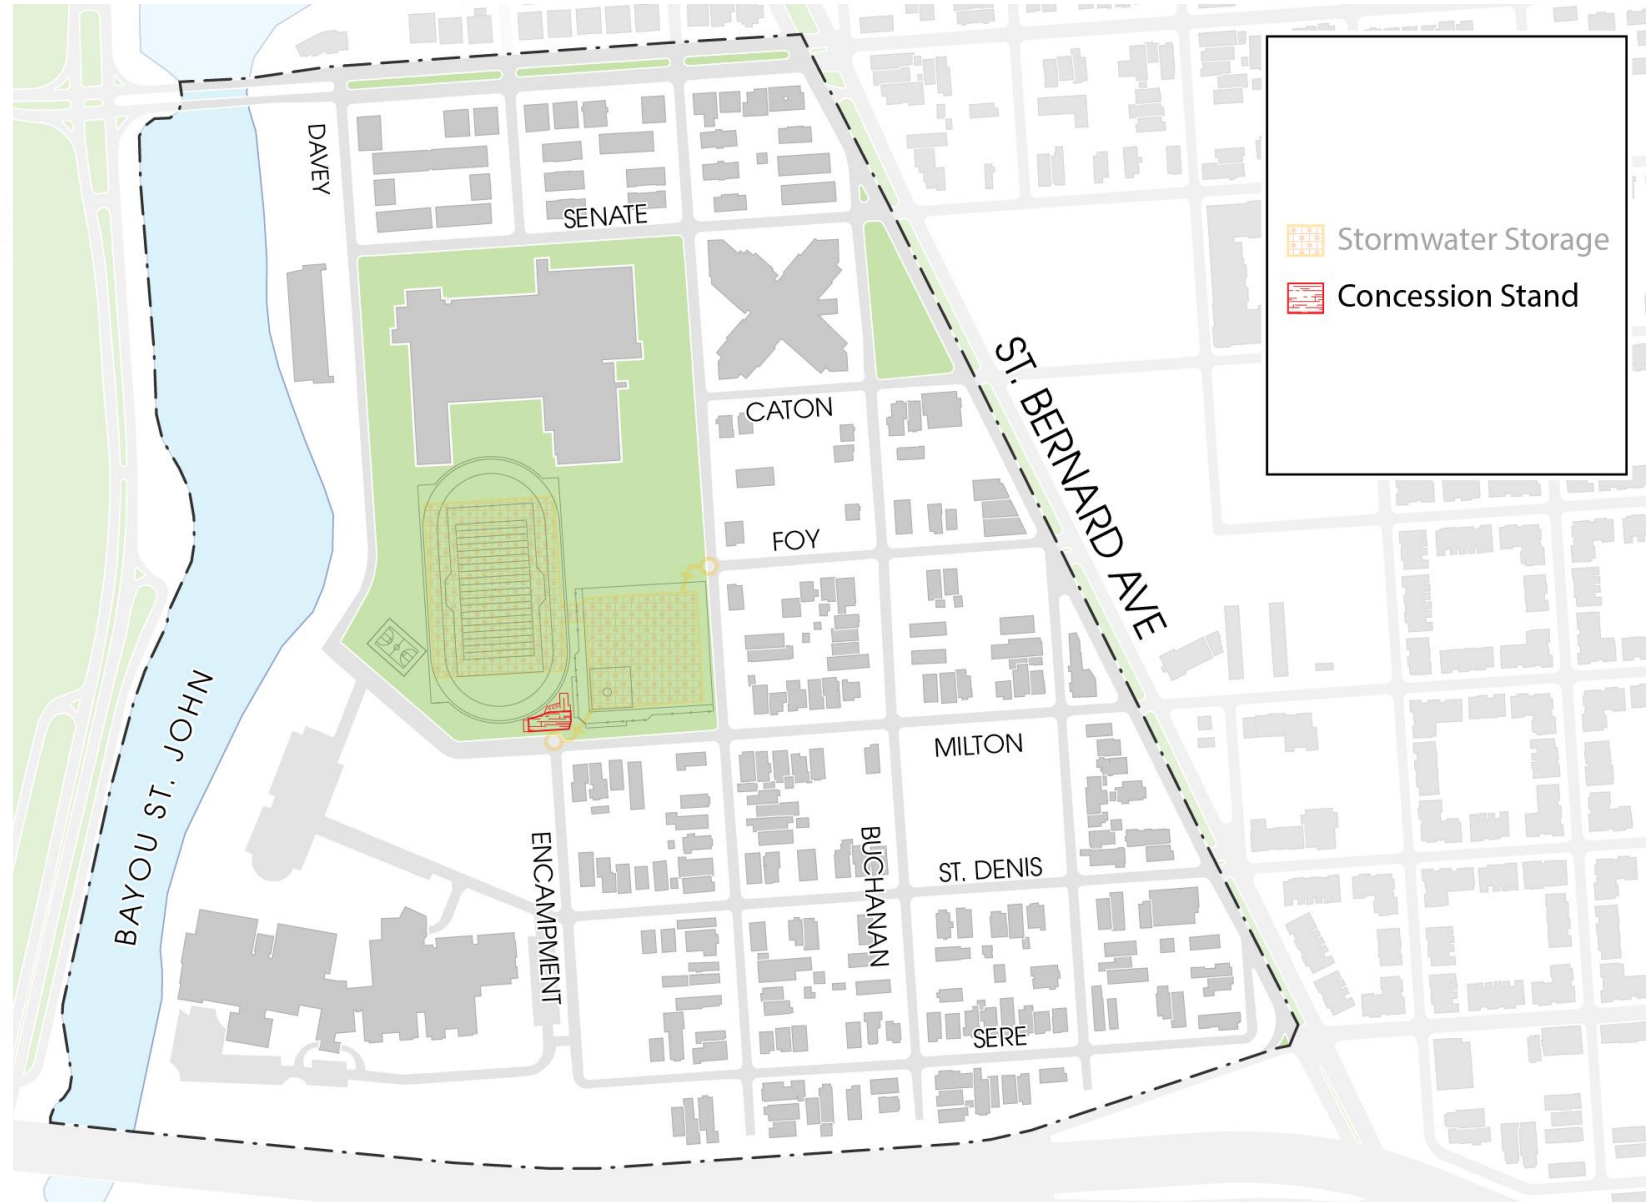 DAVEY
SENATE
Stormwater Storage
Concession Stand
ST. BERNARD AVE
CATON
FOY
BAYOU ST. JOHN
MILTON
ENCAMPMENT
BUCHANAN
ST. DENIS
SERE